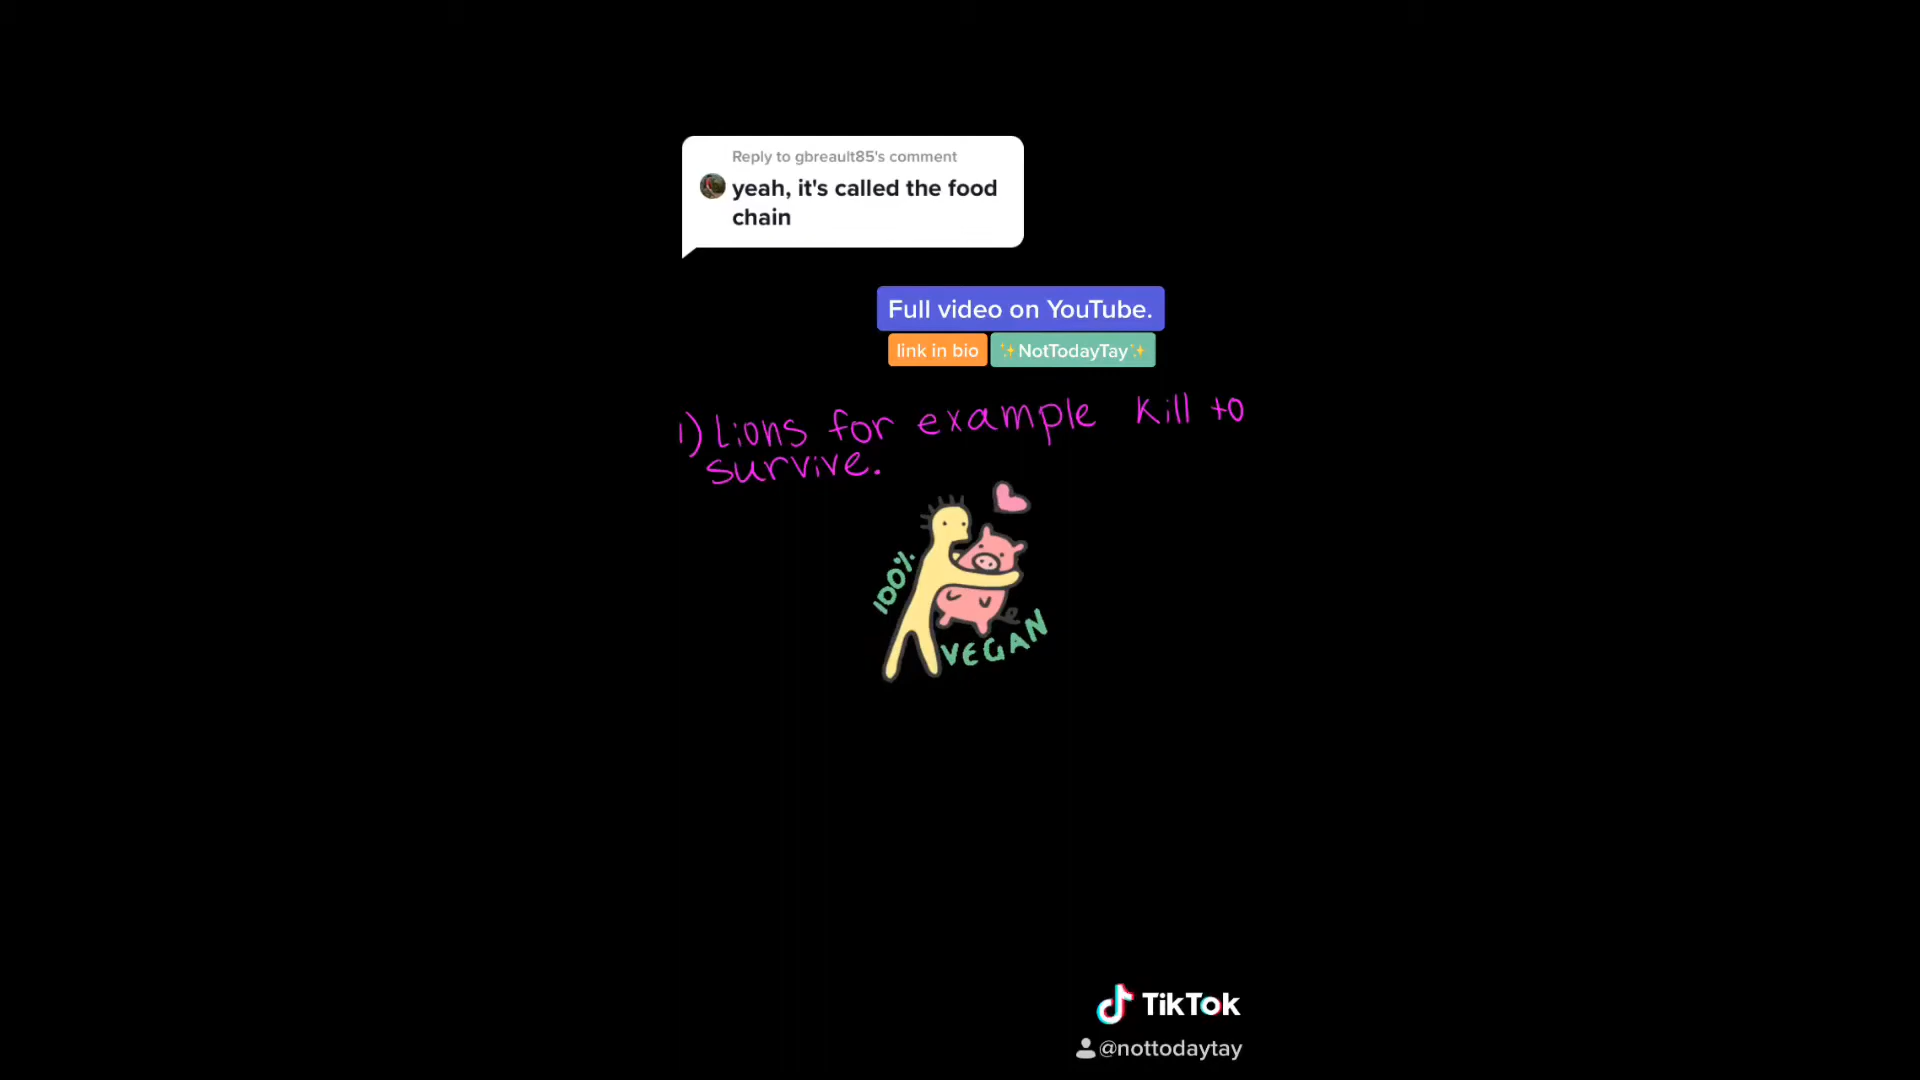 Reply to gbreault85's comment
yeah, it's called the food
chain
Full video on YouTube.
link in bio ✨NotTodayTay✨
1) Lions for example kill to
survive.
100%
VEGAN
TikTok
@nottodaytay